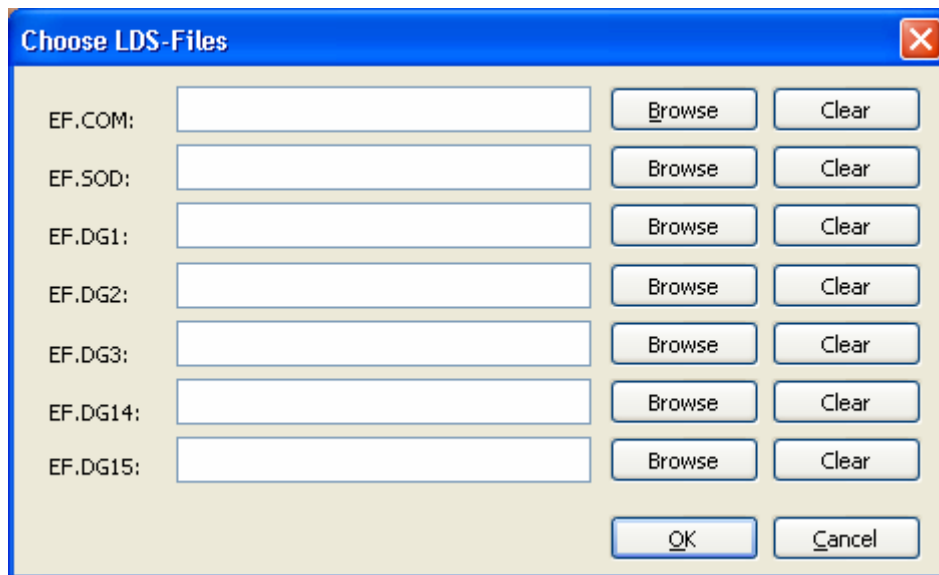 Choose LDS-Files
EF.COM: Browse Clear
EF.SOD: Browse Clear
EF.DG1: Browse Clear
EF.DG2: Browse Clear
EF.DG3: Browse Clear
EF.DG14: Browse Clear
EF.DG15: Browse Clear
OK Cancel